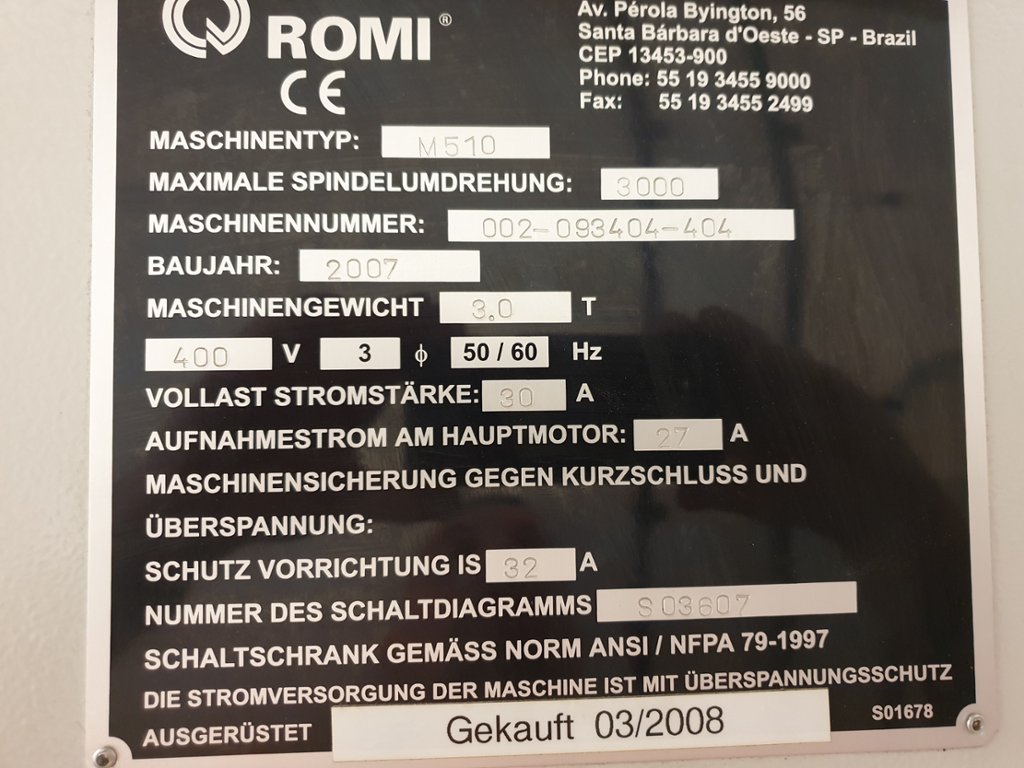 ROMI®
CE
Av. Pérola Byington, 56
Santa Bárbara d'Oeste - SP - Brazil
CEP 13453-900
Phone: 55 19 3455 9000
Fax: 55 19 3455 2499
MASCHINENTYP: M510
MAXIMALE SPINDELUMDREHUNG: 3000
MASCHINENNUMMER: 002-093404-404
BAUJAHR: 2007
MASCHINENGEWICHT 3.0 T
400 V 3 ϕ 50 / 60 Hz
VOLLAST STROMSTÄRKE: 30 A
AUFNAHMESTROM AM HAUPTMOTOR: 27 A
MASCHINENSICHERUNG GEGEN KURZSCHLUSS UND
ÜBERSPANNUNG:
SCHUTZ VORRICHTUNG IS 32 A
NUMMER DES SCHALTDIAGRAMMS S03607
SCHALTSCHRANK GEMÄSS NORM ANSI / NFPA 79-1997
DIE STROMVERSORGUNG DER MASCHINE IST MIT ÜBERSPANNUNGSSCHUTZ
AUSGERÜSTET
Gekauft 03/2008
S01678